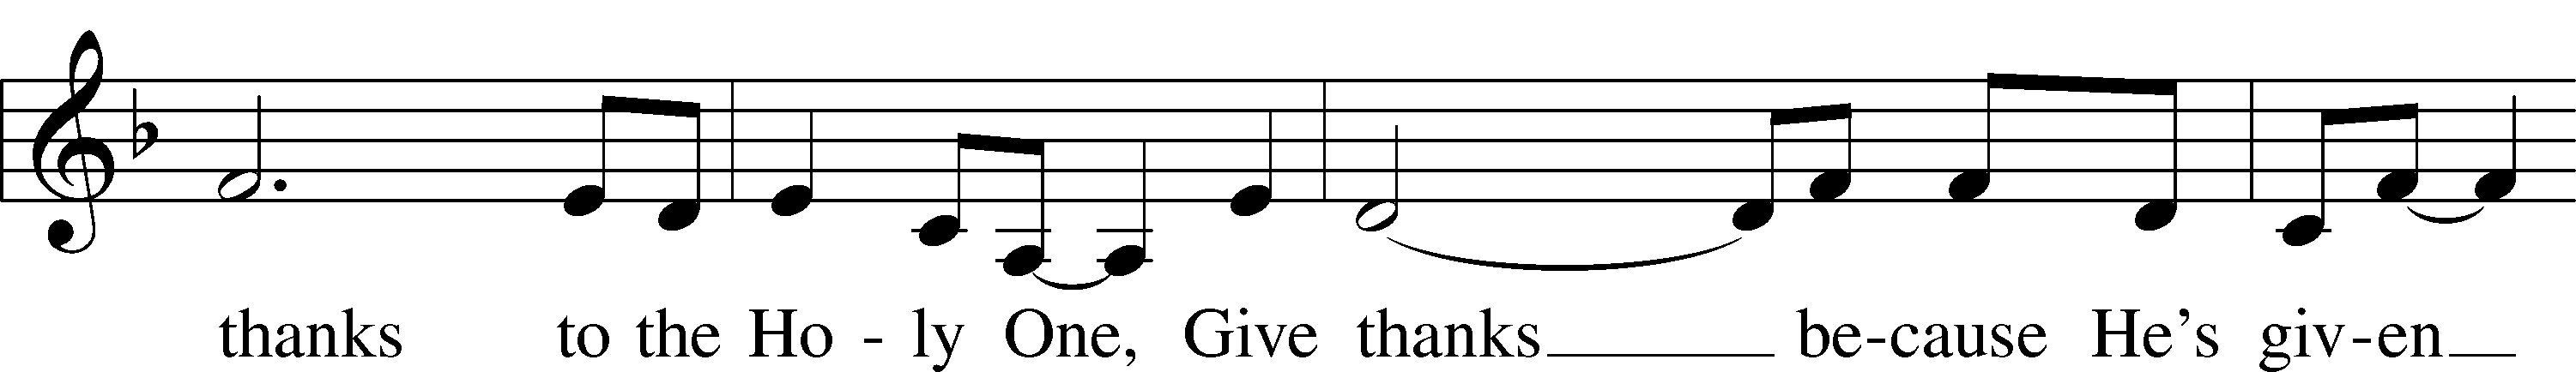 thanks to the Ho - ly One, Give thanks be-cause He's giv-en